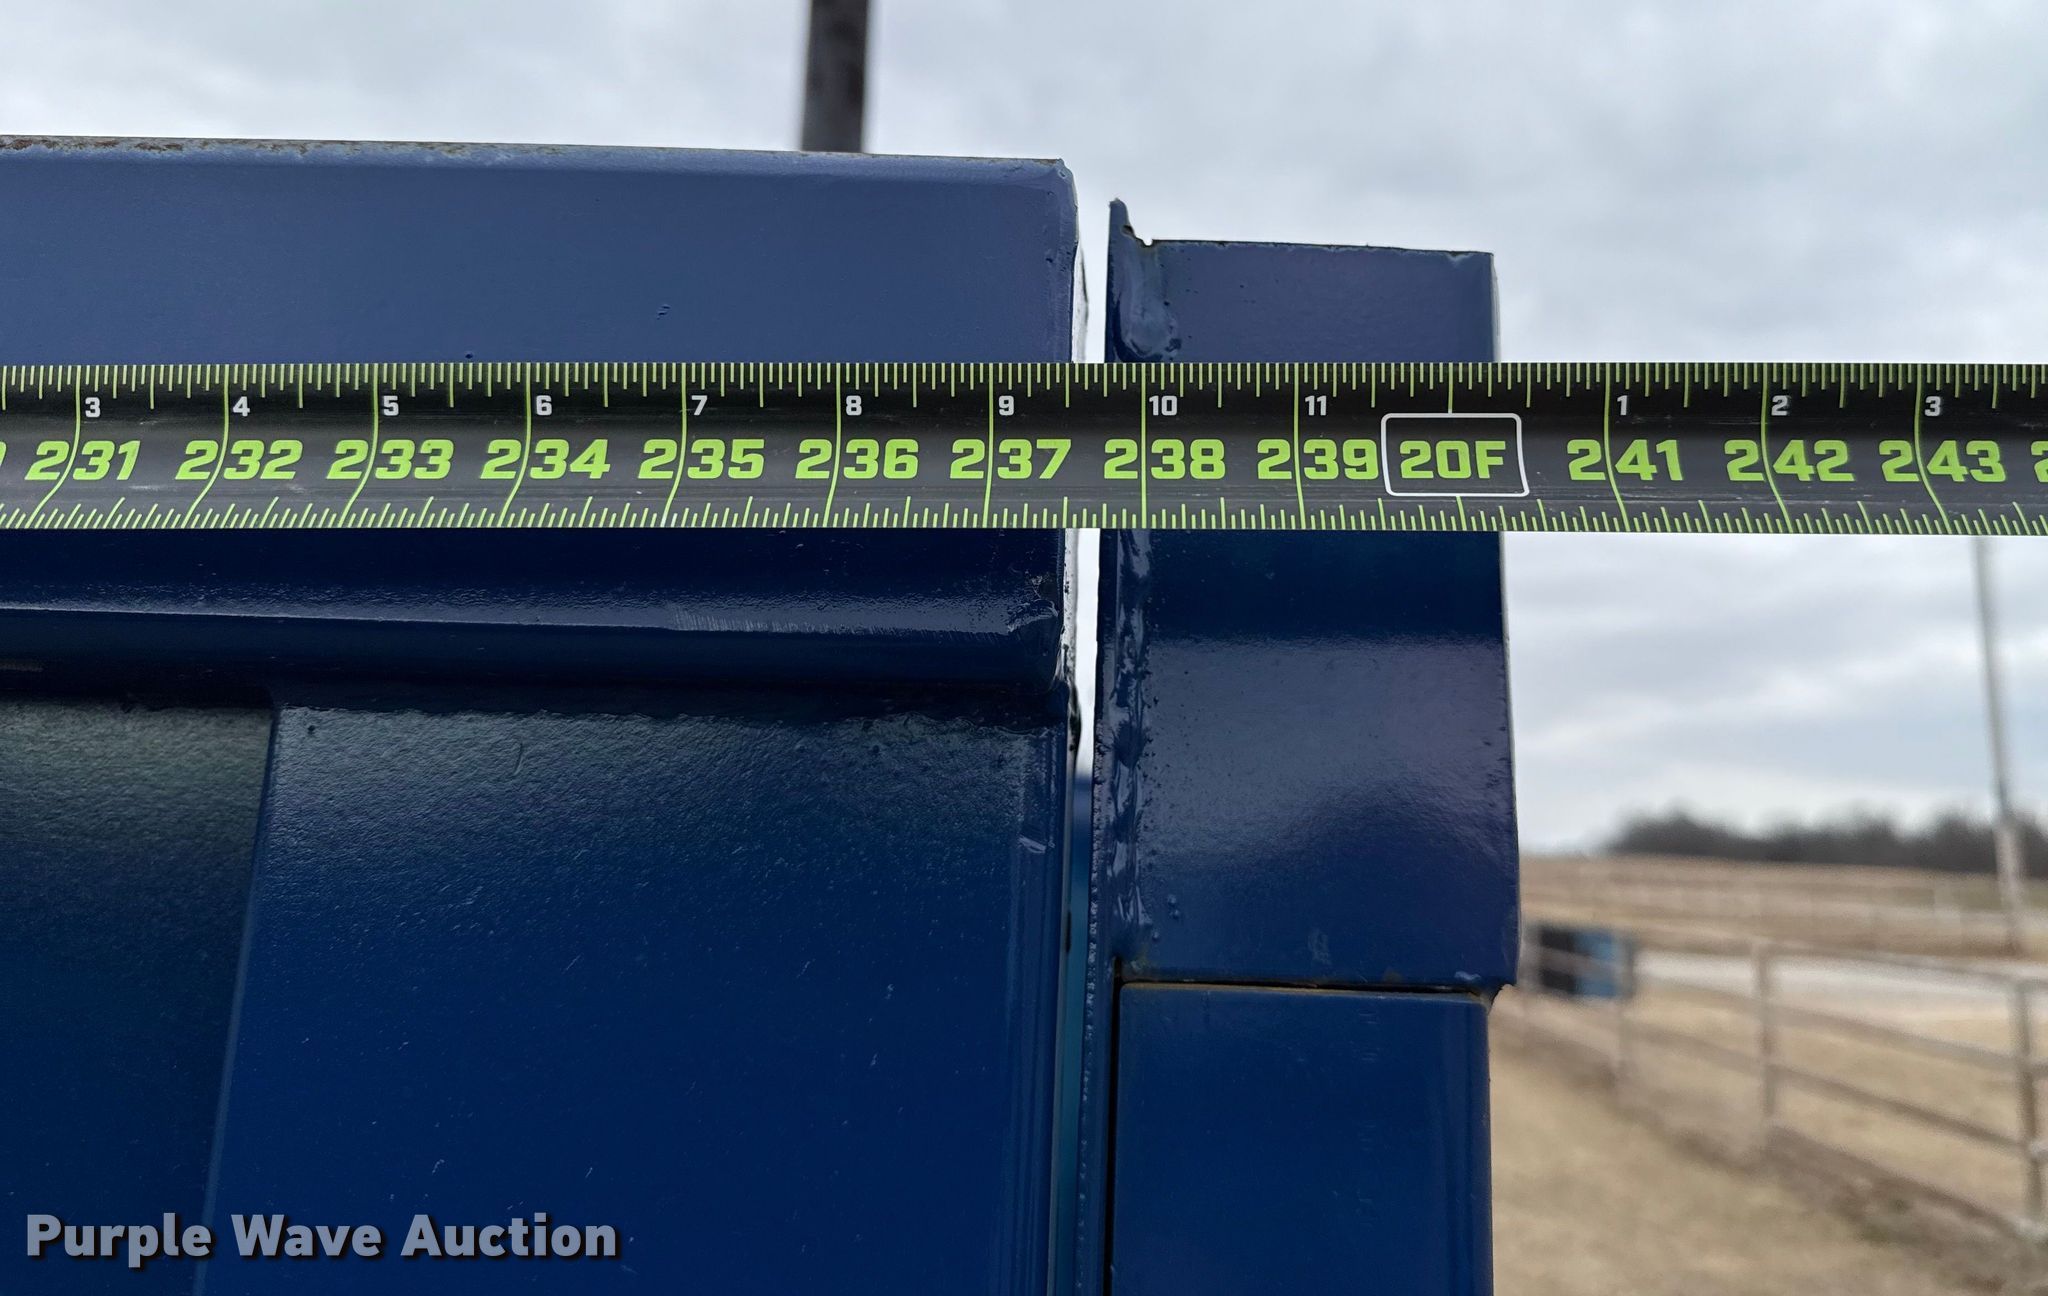 3 4 5 6 7 8 9 10 11 1 2 3
231 232 233 234 235 236 237 238 239 20F 241 242 243
Purple Wave Auction